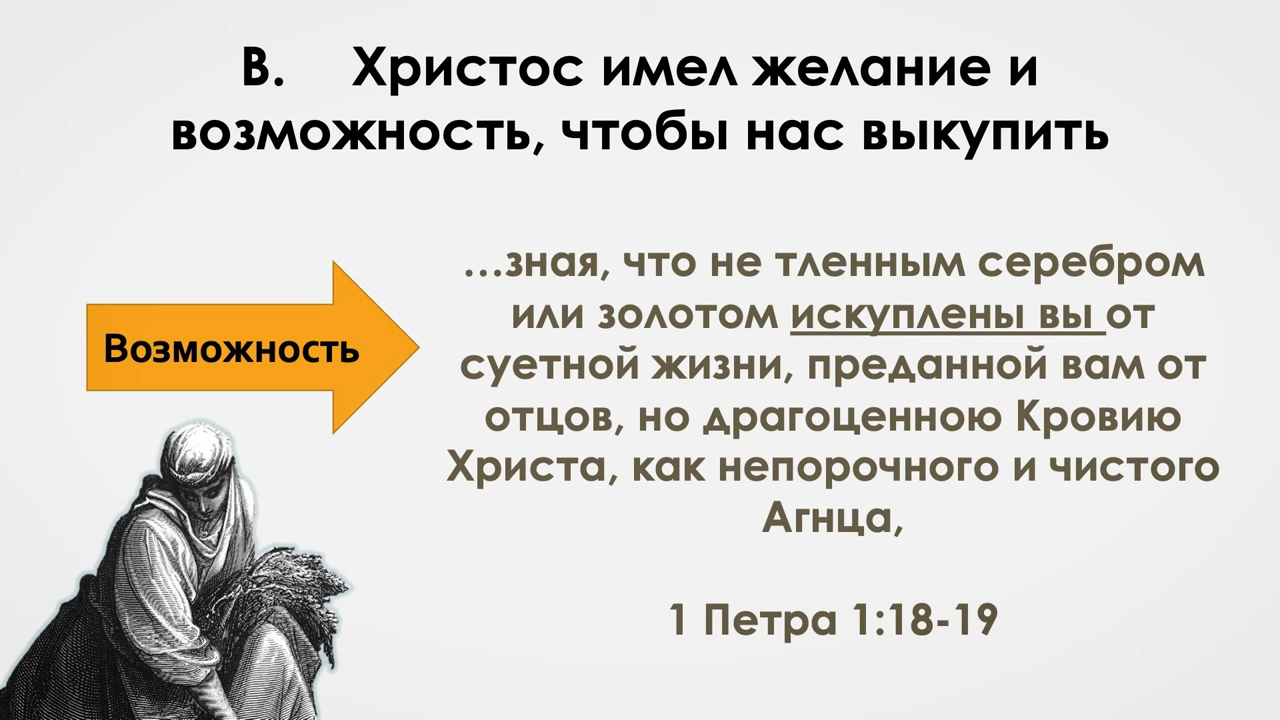 В. Христос имел желание и
возможность, чтобы нас выкупить
Возможность
…зная, что не тленным серебром
или золотом искуплены вы от
суетной жизни, преданной вам от
отцов, но драгоценною Кровию
Христа, как непорочного и чистого
Агнца,
1 Петра 1:18-19